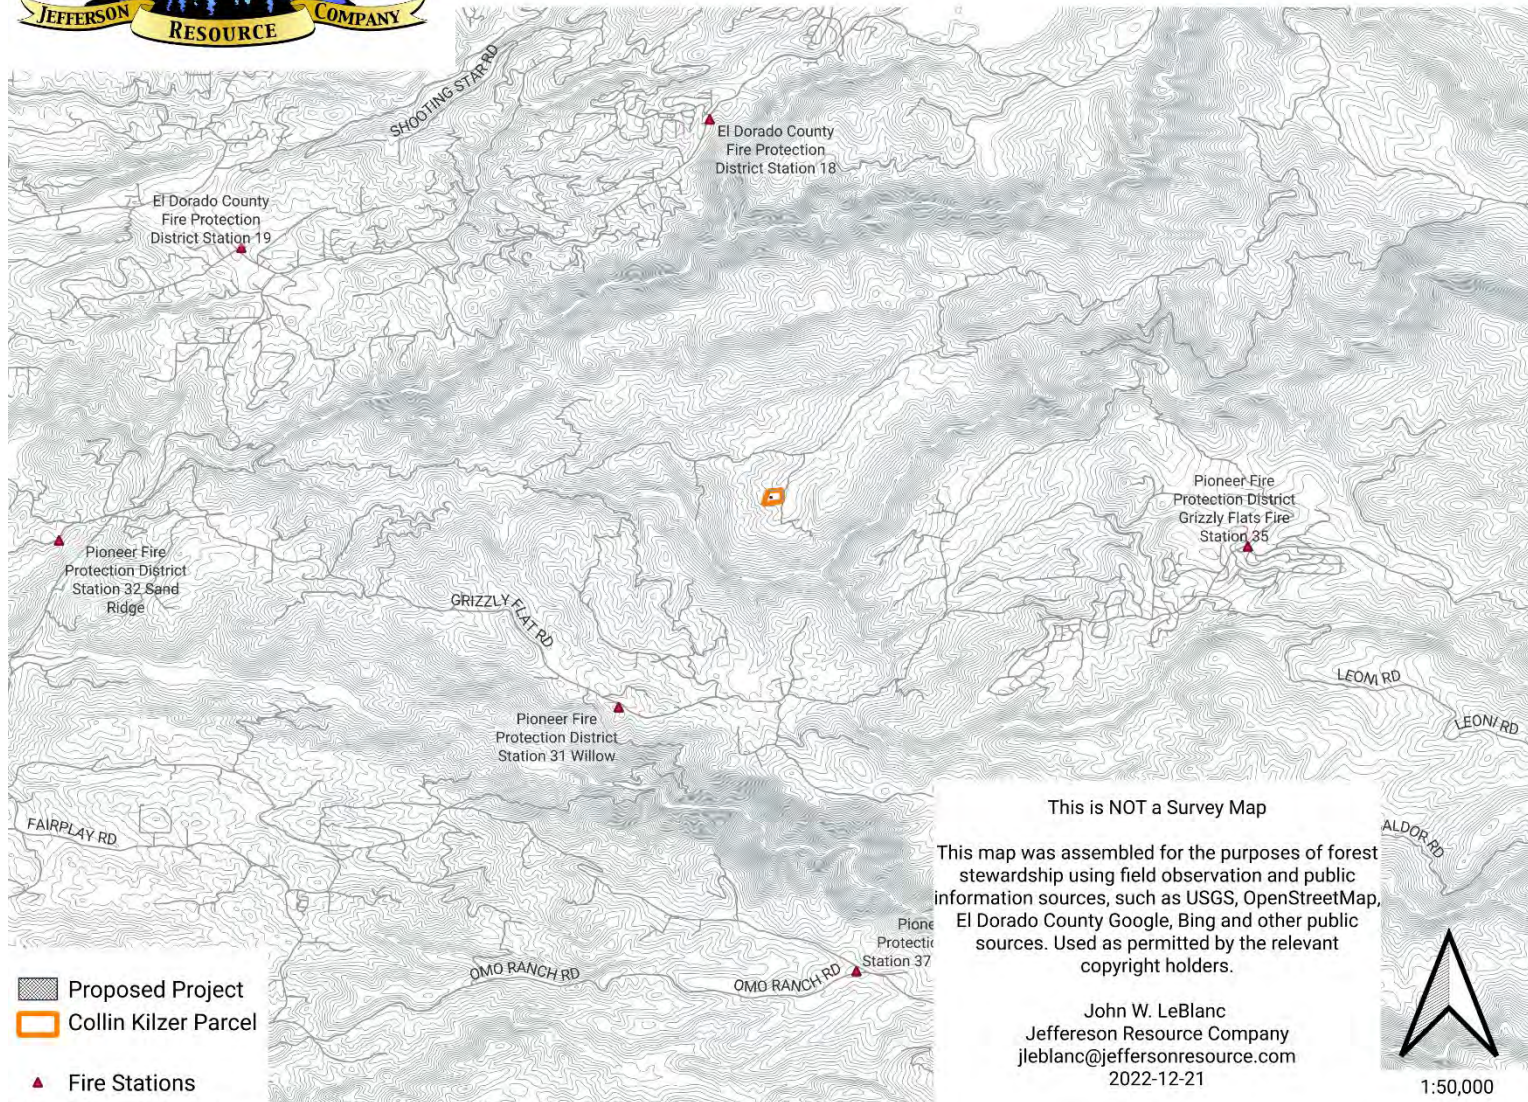 JEFFERSON
RESOURCE
COMPANY
SHOOTING STAR RD
El Dorado County
Fire Protection
District Station 18
El Dorado County
Fire Protection
District Station 19
Pioneer Fire
Protection District
Grizzly Flats Fire
Station 35
Pioneer Fire
Protection District
Station 32 Sand
Ridge
GRIZZLY FLAT RD
LEONI RD
LEONI RD
Pioneer Fire
Protection District
Station 31 Willow
FAIRPLAY RD
ALDOR RD
Pione
Protectio
Station 37
OMO RANCH RD
OMO RANCH RD
This is NOT a Survey Map
This map was assembled for the purposes of forest
stewardship using field observation and public
information sources, such as USGS, OpenStreetMap,
El Dorado County Google, Bing and other public
sources. Used as permitted by the relevant
copyright holders.
John W. LeBlanc
Jeffereson Resource Company
jleblanc@jeffersonresource.com
2022-12-21
1:50,000
Proposed Project
Collin Kilzer Parcel
Fire Stations